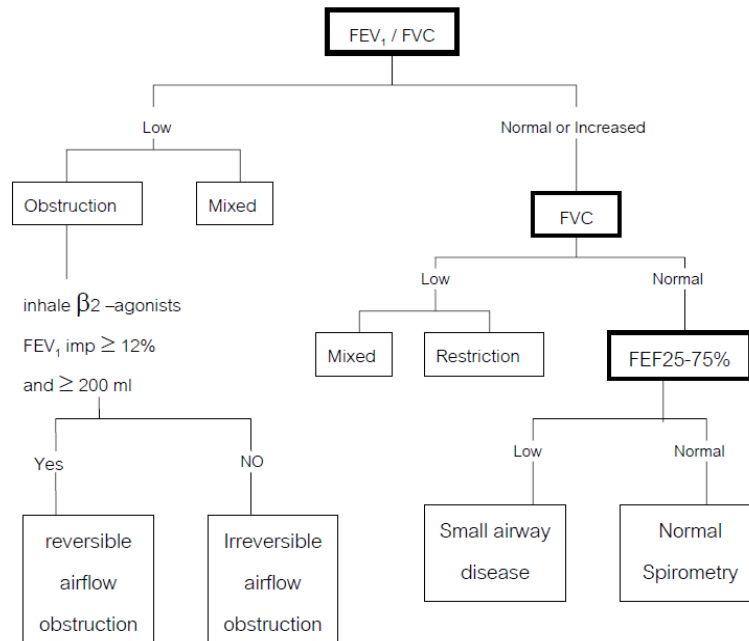 FEV₁ / FVC
Low
Normal or Increased
Obstruction
Mixed
FVC
inhale β2 –agonists
FEV₁ imp ≥ 12%
and ≥ 200 ml
Low
Normal
Mixed
Restriction
FEF25-75%
Yes
NO
Low
Normal
reversible
airflow
obstruction
Irreversible
airflow
obstruction
Small airway
disease
Normal
Spirometry